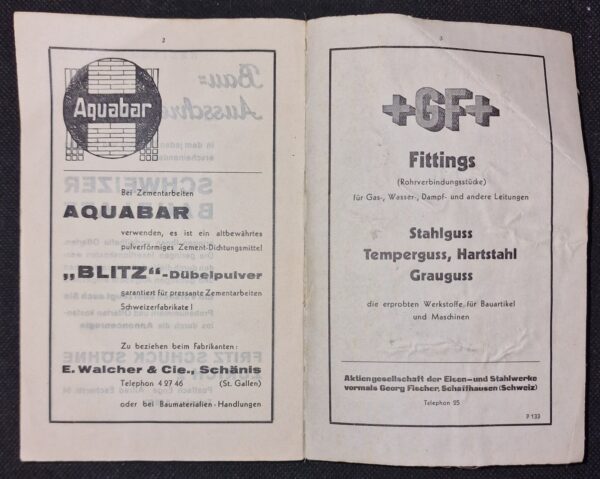 2
Aquabar
Bei Zementarbeiten
AQUABAR
verwenden, es ist ein altbewährtes
pulverförmiges Zement-Dichtungsmittel
„BLITZ“-Dübelpulver
garantiert für pressante Zementarbeiten
Schweizerfabrikate!
Zu beziehen beim Fabrikanten:
E. Walcher & Cie., Schänis
Telephon 4 27 46 (St. Gallen)
oder bei Baumaterialien-Handlungen
3
+GF+
Fittings
(Rohrverbindungsstücke)
für Gas-, Wasser-, Dampf- und andere Leitungen
Stahlguss
Temperguss, Hartstahl
Grauguss
die erprobten Werkstoffe für Bauartikel
und Maschinen
Aktiengesellschaft der Eisen- und Stahlwerke
vormals Georg Fischer, Schaffhausen (Schweiz)
Telephon 25
P 133